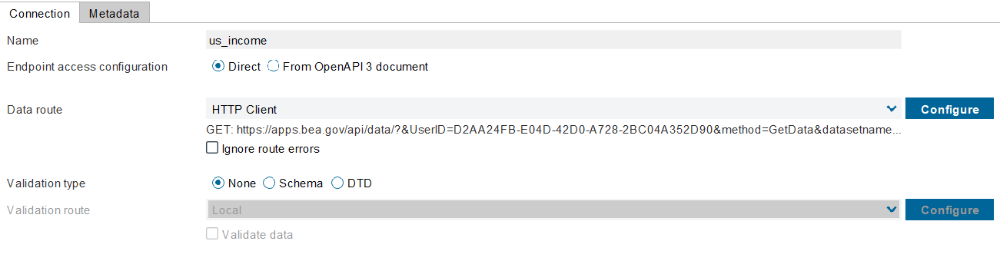 Connection Metadata
Name us_income
Endpoint access configuration Direct From OpenAPI 3 document
Data route HTTP Client Configure
GET: https://apps.bea.gov/api/data/?&UserID=D2AA24FB-E04D-42D0-A728-2BC04A352D90&method=GetData&datasetname...
Ignore route errors
Validation type None Schema DTD
Validation route Local Configure
Validate data